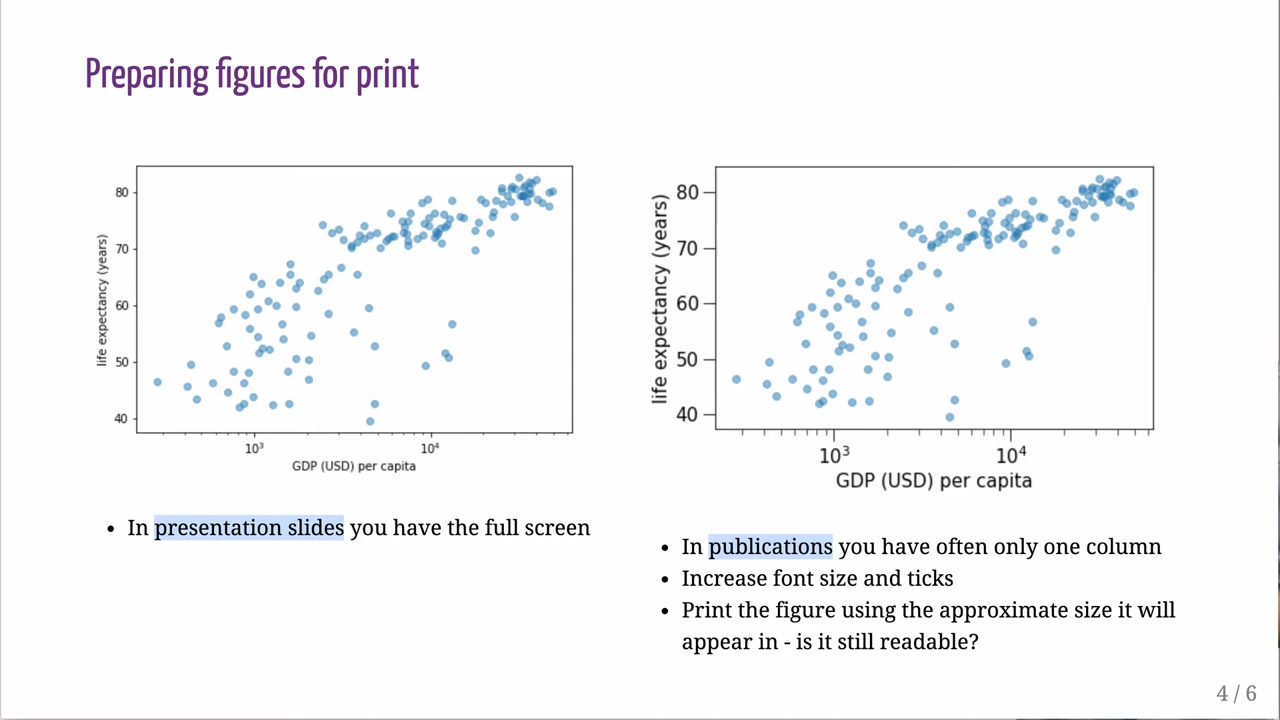 Preparing figures for print
80
70
60
50
40
life expectancy (years)
10³
10⁴
GDP (USD) per capita
• In presentation slides you have the full screen
80
70
60
50
40
life expectancy (years)
10³
10⁴
GDP (USD) per capita
• In publications you have often only one column
• Increase font size and ticks
• Print the figure using the approximate size it will
appear in - is it still readable?
4 / 6